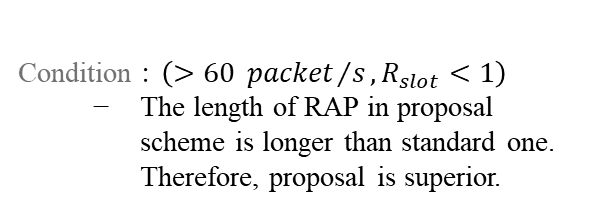 Condition : (> 60 packet/s, R_slot < 1)
– The length of RAP in proposal
scheme is longer than standard one.
Therefore, proposal is superior.